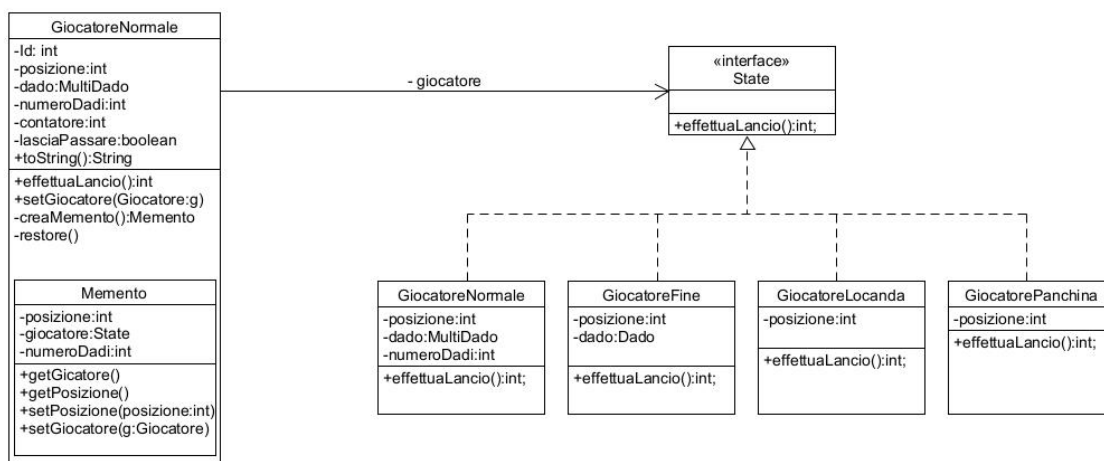 GiocatoreNormale
-Id: int
-posizione:int
-dado:MultiDado
-numeroDadi:int
-contatore:int
-lasciaPassare:boolean
+toString():String
+effettuaLancio():int
+setGiocatore(Giocatore:g)
-creaMemento():Memento
-restore()
Memento
-posizione:int
-giocatore:State
-numeroDadi:int
+getGicatore()
+getPosizione()
+setPosizione(posizione:int)
+setGiocatore(g:Giocatore)
- giocatore
«interface»
State
+effettuaLancio():int;
GiocatoreNormale
-posizione:int
-dado:MultiDado
-numeroDadi:int
+effettuaLancio():int;
GiocatoreFine
-posizione:int
-dado:Dado
+effettuaLancio():int;
GiocatoreLocanda
-posizione:int
+effettuaLancio():int;
GiocatorePanchina
-posizione:int
+effettuaLancio():int;